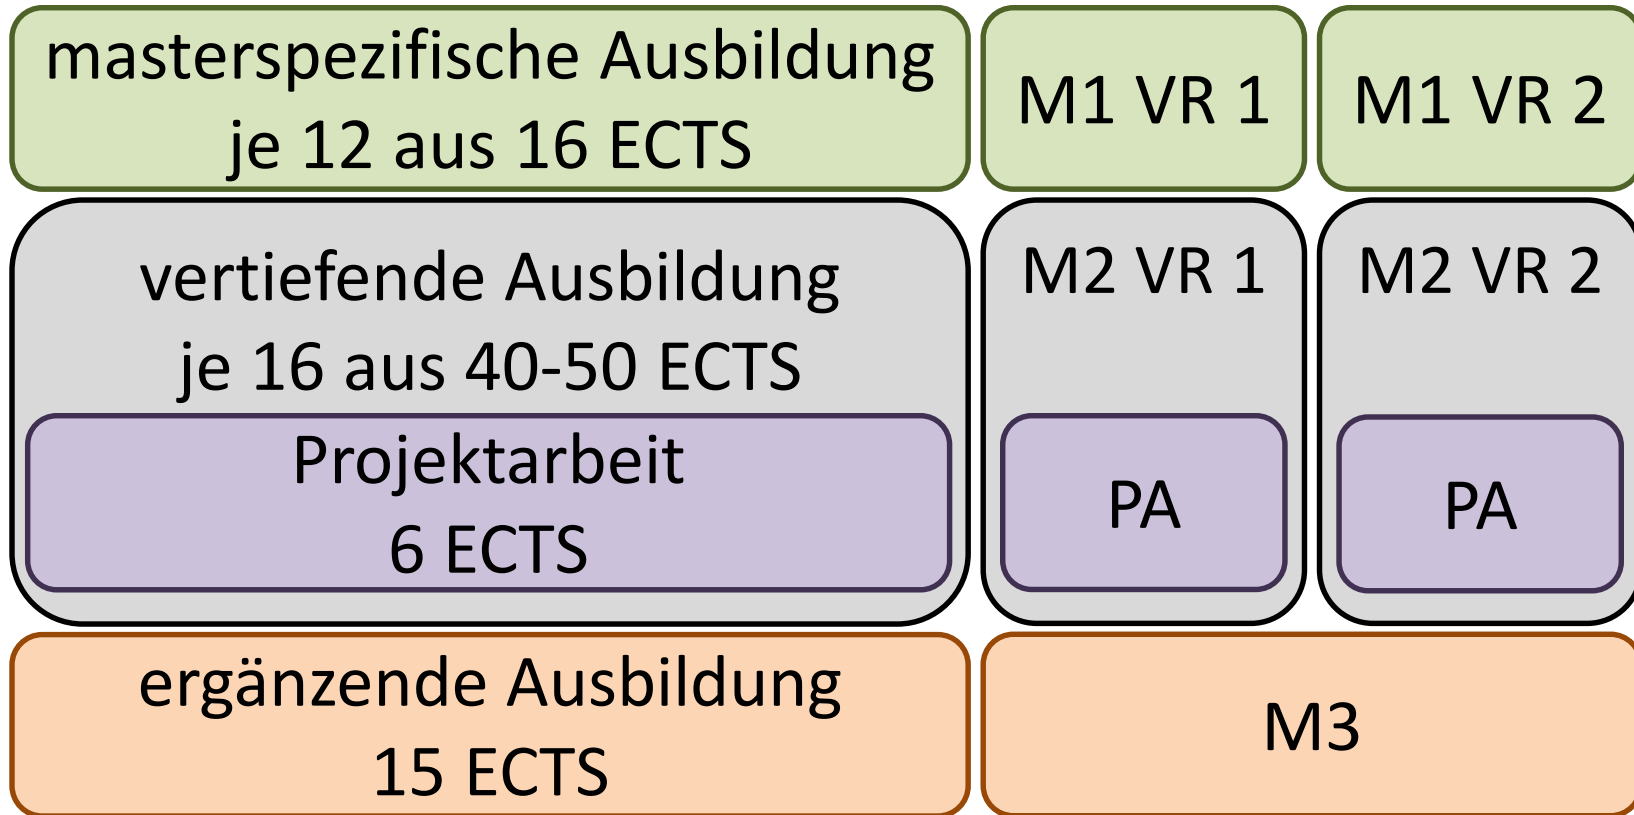 masterspezifische Ausbildung
je 12 aus 16 ECTS
M1 VR 1
M1 VR 2
vertiefende Ausbildung
je 16 aus 40-50 ECTS
M2 VR 1
M2 VR 2
Projektarbeit
6 ECTS
PA
PA
ergänzende Ausbildung
15 ECTS
M3